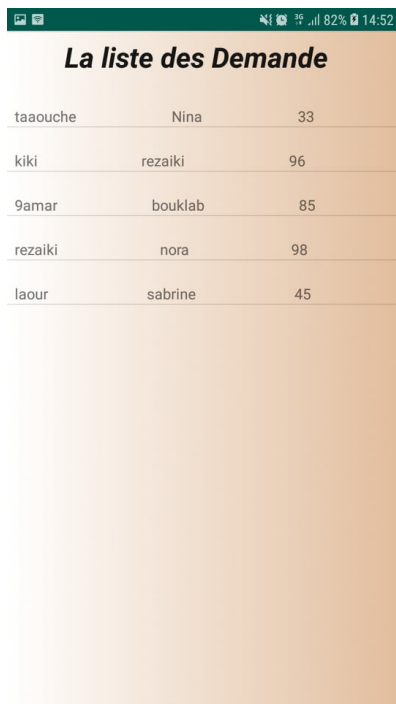 3G 82% 14:52
La liste des Demande
taaouche Nina 33
kiki rezaiki 96
9amar bouklab 85
rezaiki nora 98
laour sabrine 45